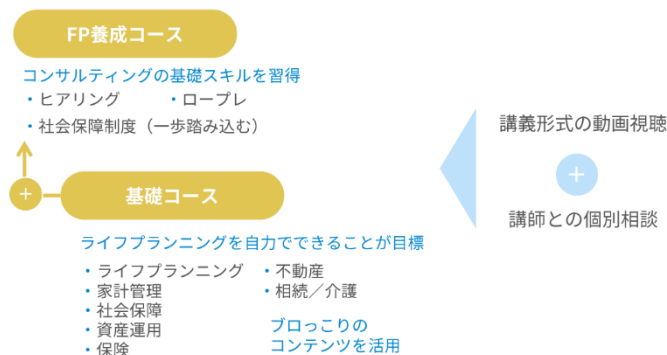 FP養成コース
コンサルティングの基礎スキルを習得
・ヒアリング ・ロープレ
・社会保障制度（一歩踏み込む）
+
基礎コース
ライフプランニングを自力でできることが目標
・ライフプランニング ・不動産
・家計管理 ・相続／介護
・社会保障
・資産運用
・保険
ブロっこりの
コンテンツを活用
講義形式の動画視聴
+
講師との個別相談